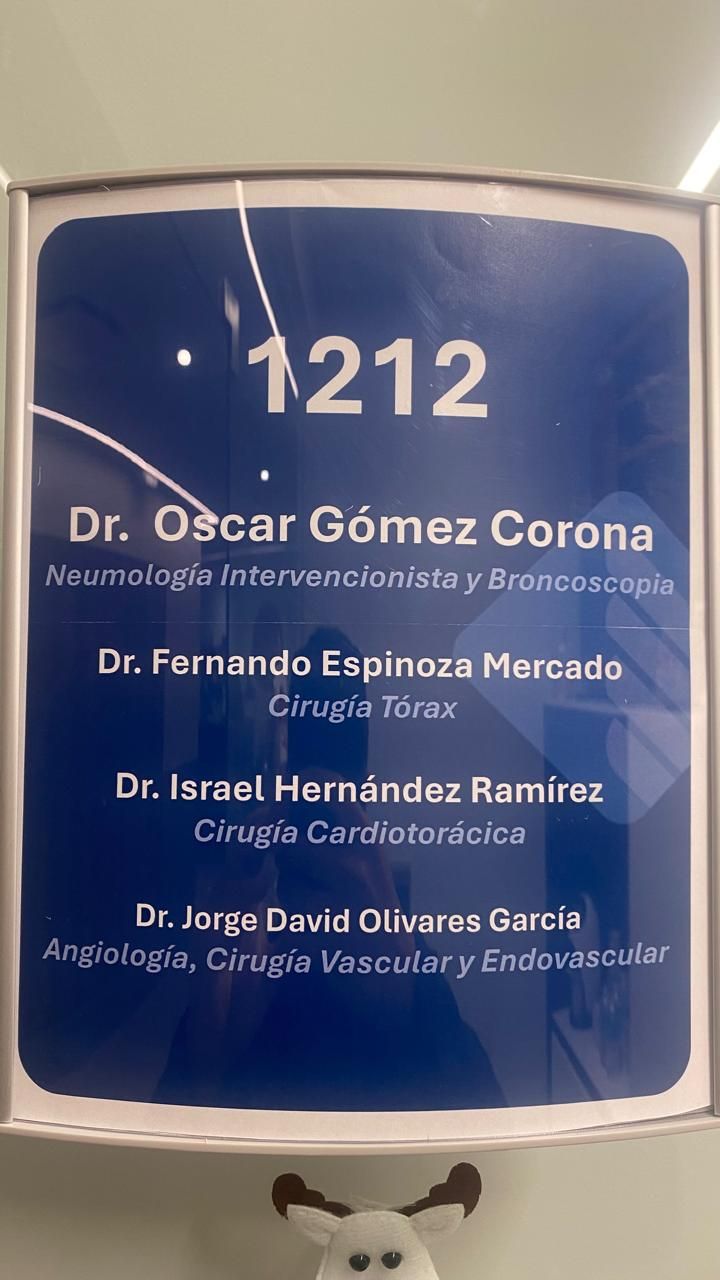 1212
Dr. Oscar Gómez Corona
Neumología Intervencionista y Broncoscopia
Dr. Fernando Espinoza Mercado
Cirugía Tórax
Dr. Israel Hernández Ramírez
Cirugía Cardiotorácica
Dr. Jorge David Olivares García
Angiología, Cirugía Vascular y Endovascular